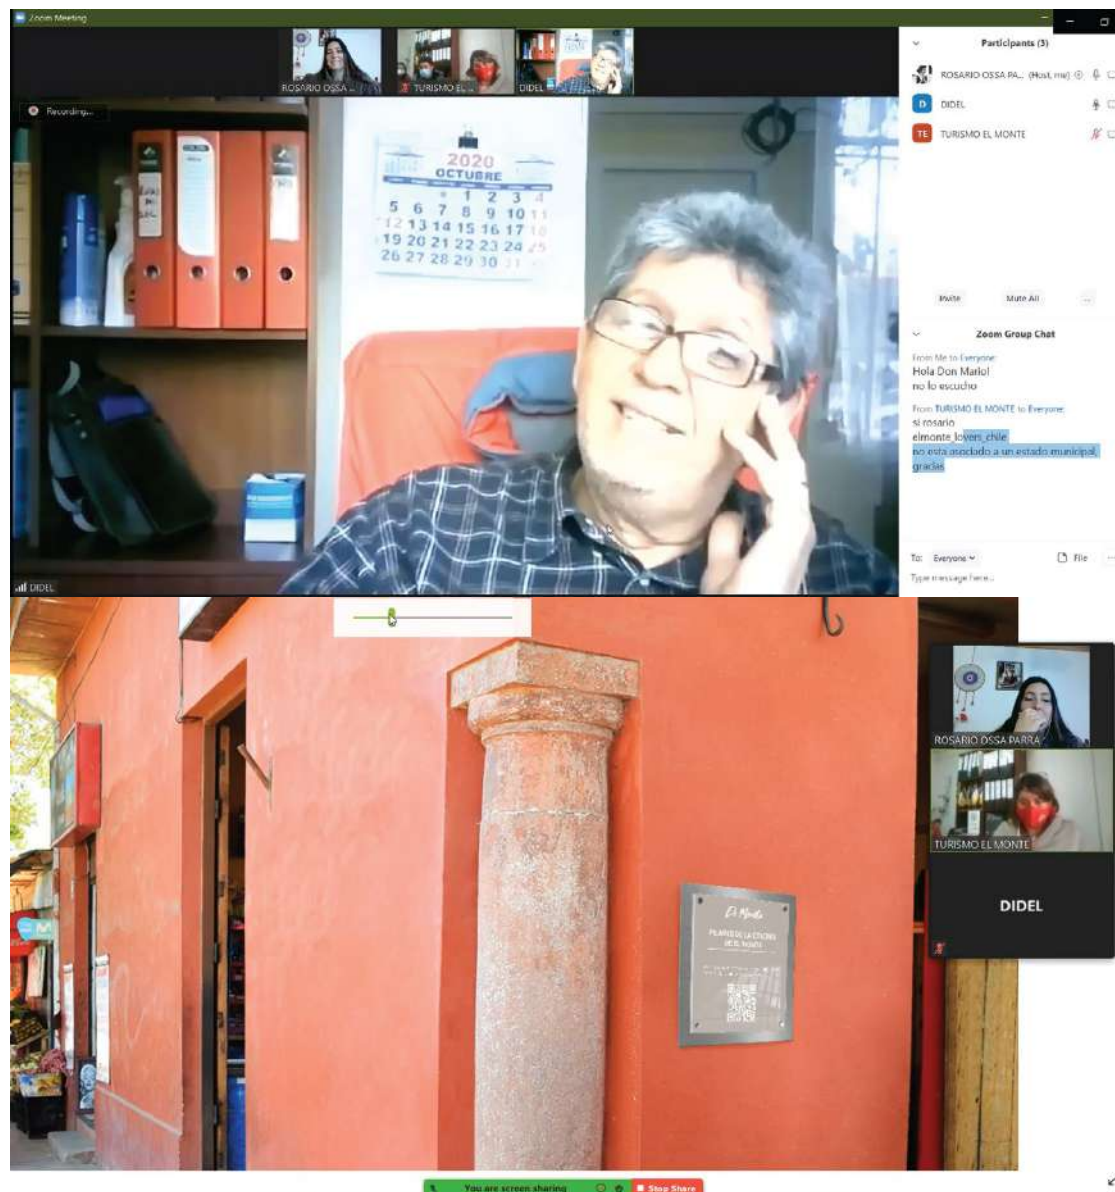 Zoom Meeting
ROSARIO OSSA ...
TURISMO EL ...
DIDEL
Recording...
2020
OCTUBRE
1 2 3 4
5 6 7 8 9 10 11
12 13 14 15 16 17 18
19 20 21 22 23 24 25
26 27 28 29 30 31
DIDEL
Participants (3)
ROSARIO OSSA PA... (Host, me)
D DIDEL
TE TURISMO EL MONTE
Invite
Mute All
...
Zoom Group Chat
From Me to Everyone:
Hola Don Mario!
no lo escucho
From TURISMO EL MONTE to Everyone:
si rosario
elmonte_lovers_chile
no esta asociado a un estado municipal,
gracias
To: Everyone
File
...
Type message here...
ROSARIO OSSA PARRA
TURISMO EL MONTE
DIDEL
El Monte
DE EL MONTE
You are screen sharing
Stop Share